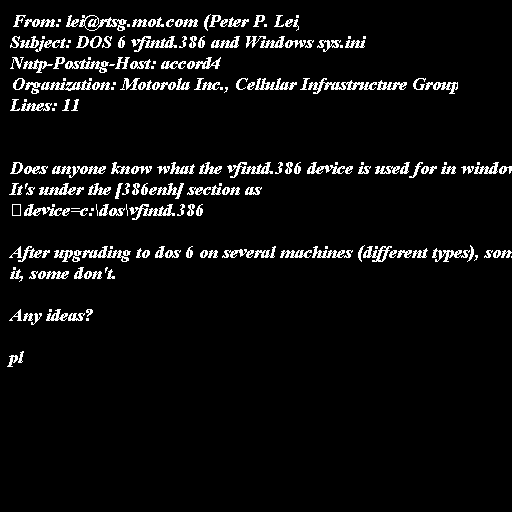 From: lei@rtsg.mot.com (Peter P. Lei)
Subject: DOS 6 vfintd.386 and Windows sys.ini
Nntp-Posting-Host: accord4
Organization: Motorola Inc., Cellular Infrastructure Group
Lines: 11
Does anyone know what the vfintd.386 device is used for in
It's under the [386enh] section as
device=c:\dos\vfintd.386
After upgrading to dos 6 on several machines (different types),
it, some don't.
Any ideas?
pl